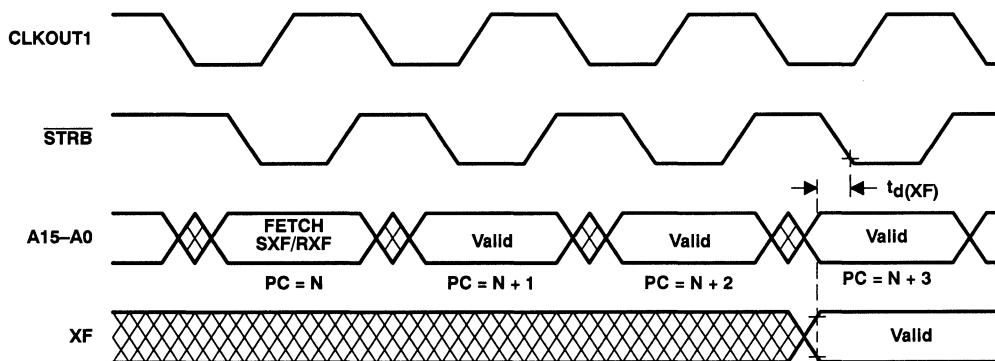 CLKOUT1
STRB
td(XF)
A15–A0
FETCH
SXF/RXF
Valid
Valid
Valid
PC = N
PC = N + 1
PC = N + 2
PC = N + 3
XF
Valid